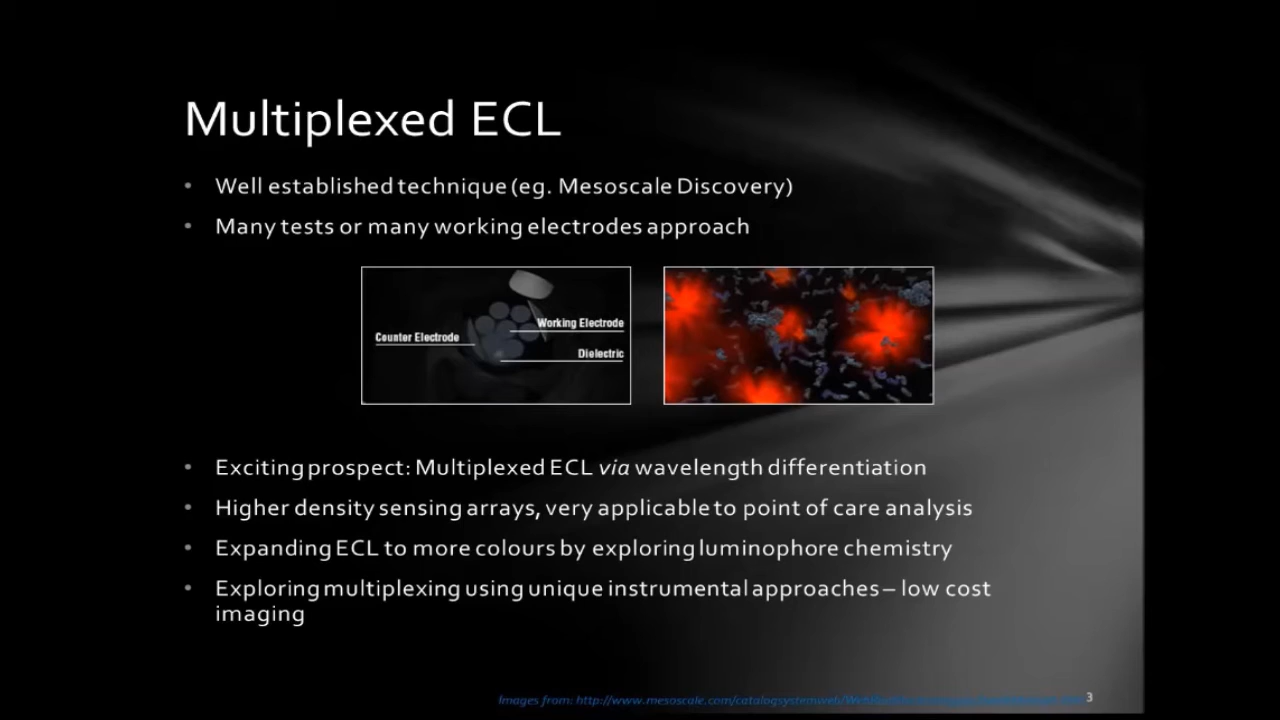 Multiplexed ECL
• Well established technique (eg. Mesoscale Discovery)
• Many tests or many working electrodes approach
Counter Electrode
Working Electrode
Dielectric
• Exciting prospect: Multiplexed ECL via wavelength differentiation
• Higher density sensing arrays, very applicable to point of care analysis
• Expanding ECL to more colours by exploring luminophore chemistry
• Exploring multiplexing using unique instrumental approaches – low cost
imaging
Images from: http://www.mesoscale.com/catalogsystemweb/
3